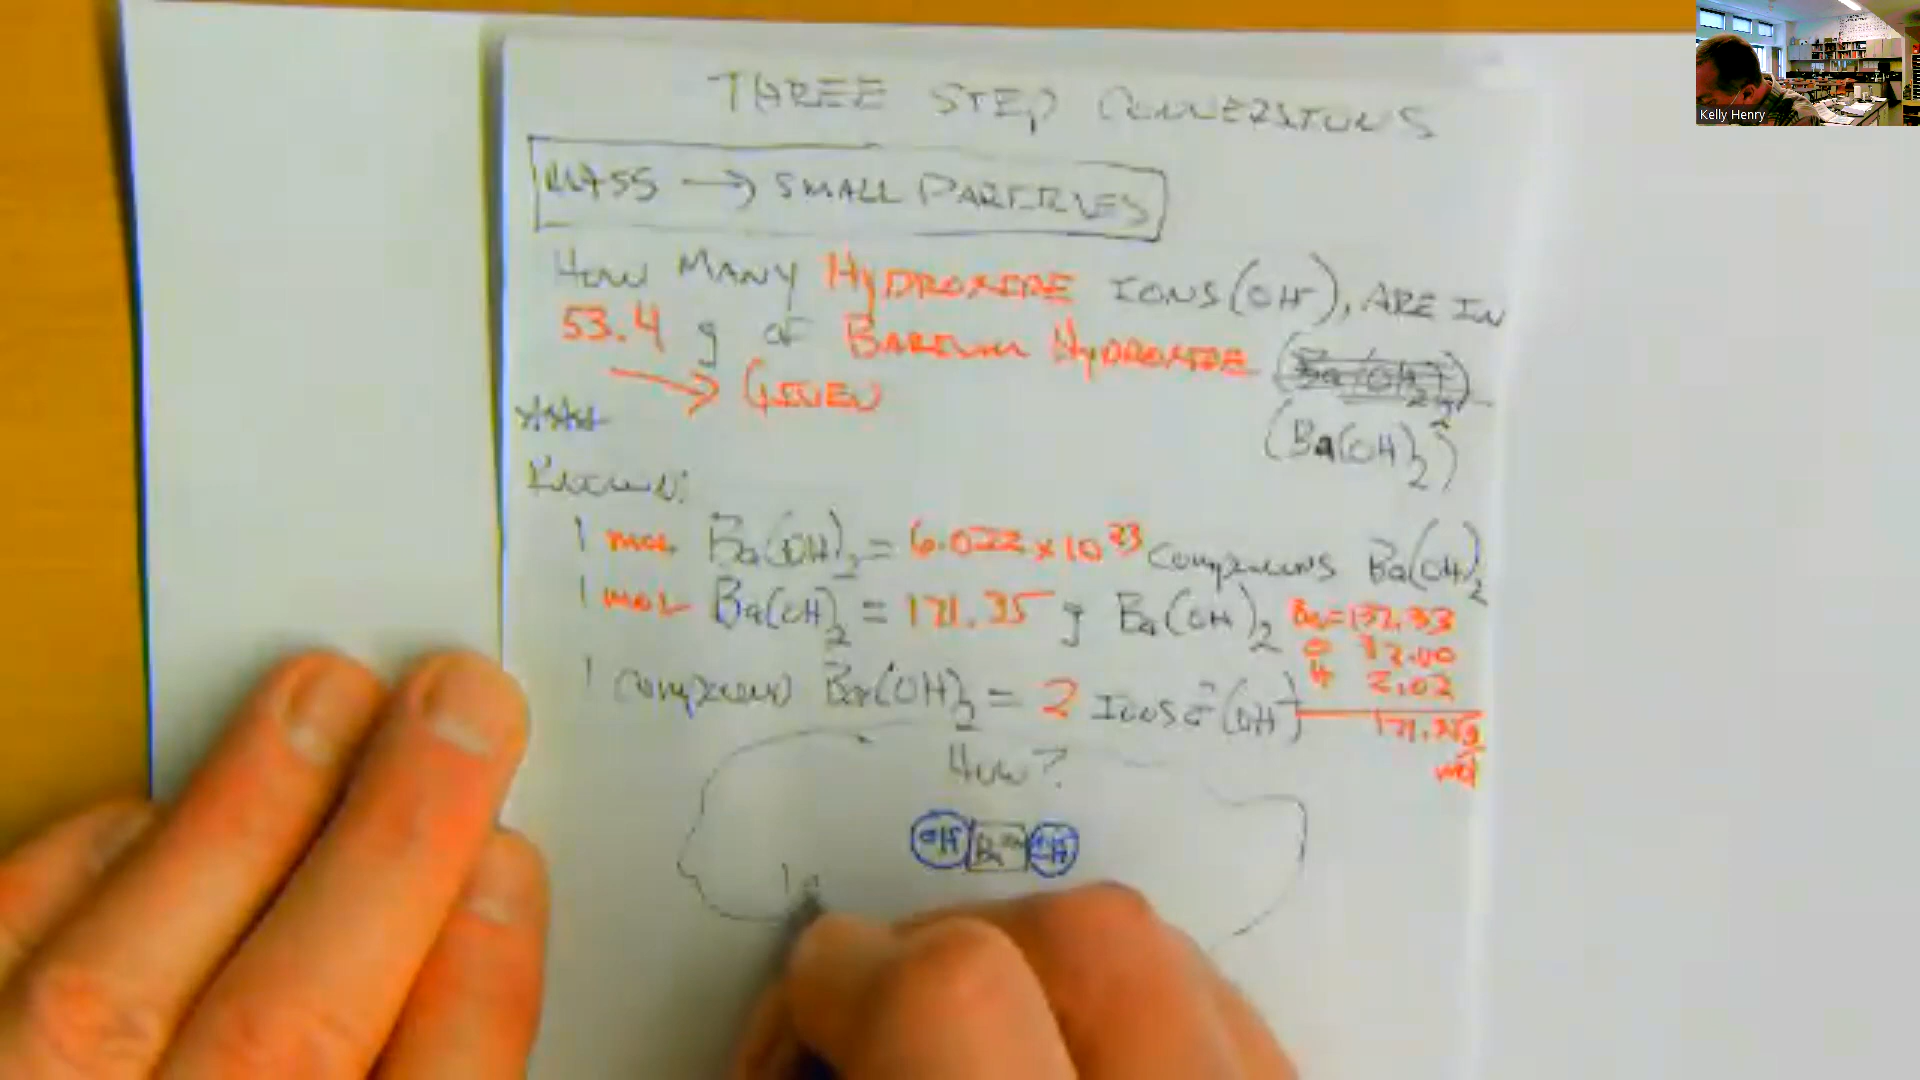 THREE STEP CONVERSIONS
MASS → SMALL PARTICLES
HOW MANY HYDROXIDE IONS (OH⁻), ARE IN
53.4 g OF BARIUM HYDROXIDE
→ GIVEN
(Ba(OH)₂)
KNOWN:
1 mol Ba(OH)₂ = 6.022 x 10²³ compounds Ba(OH)₂
1 mol Ba(OH)₂ = 171.35 g Ba(OH)₂
Ba = 137.33
O 32.00
H 2.02
171.35 g
mol
1 compound Ba(OH)₂ = 2 IONS (OH⁻)
HOW?
OH Ba OH
Kelly Henry